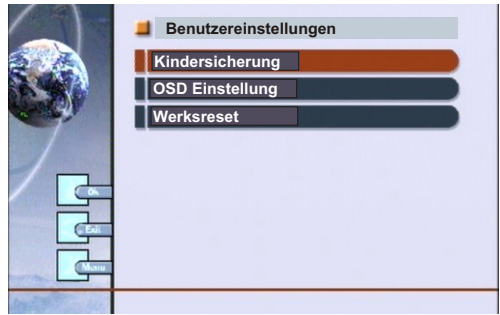 Benutzereinstellungen
Kindersicherung
OSD Einstellung
Werksreset
Ok
Exit
Menu